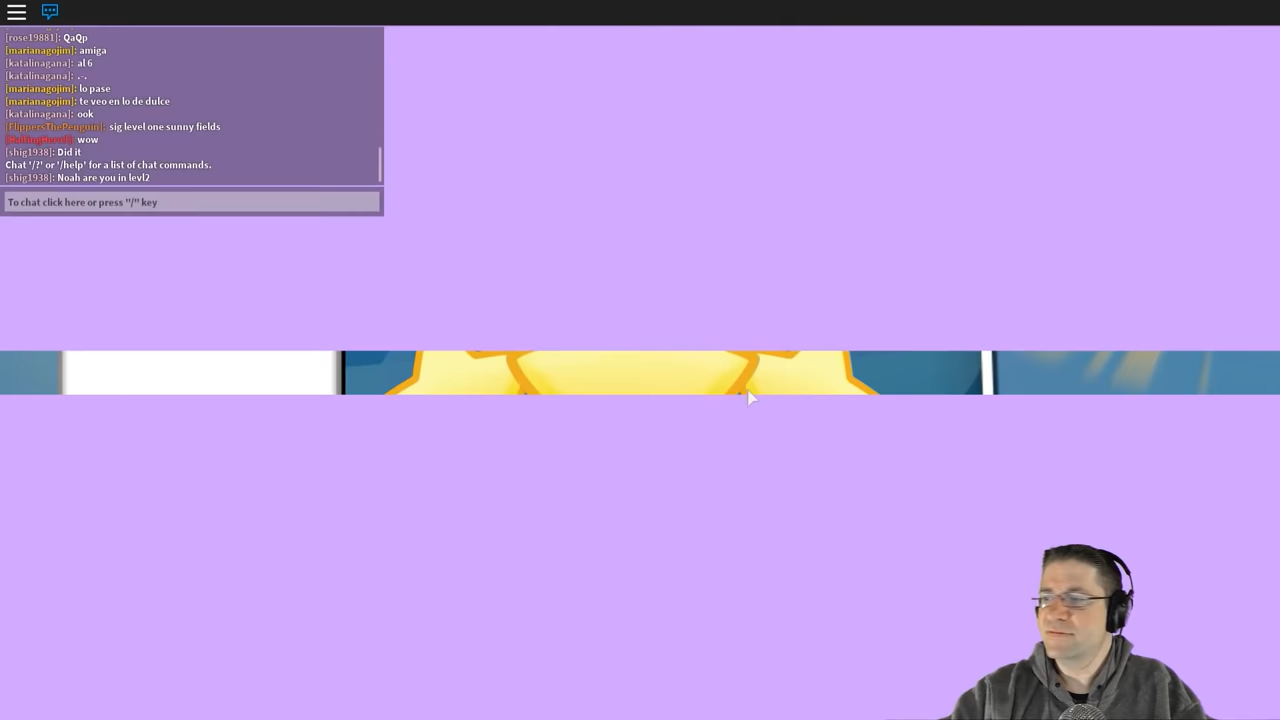 [rose19881]: QaQp
[marianagojim]: amiga
[katalinagana]: al 6
[katalinagana]: .-.
[marianagojim]: lo pase
[marianagojim]: te veo en lo de dulce
[katalinagana]: ook
[FlippersThePenguin]: sig level one sunny fields
wow
[shig1938]: Did it
Chat '/?' or '/help' for a list of chat commands.
[shig1938]: Noah are you in levl2
To chat click here or press "/" key